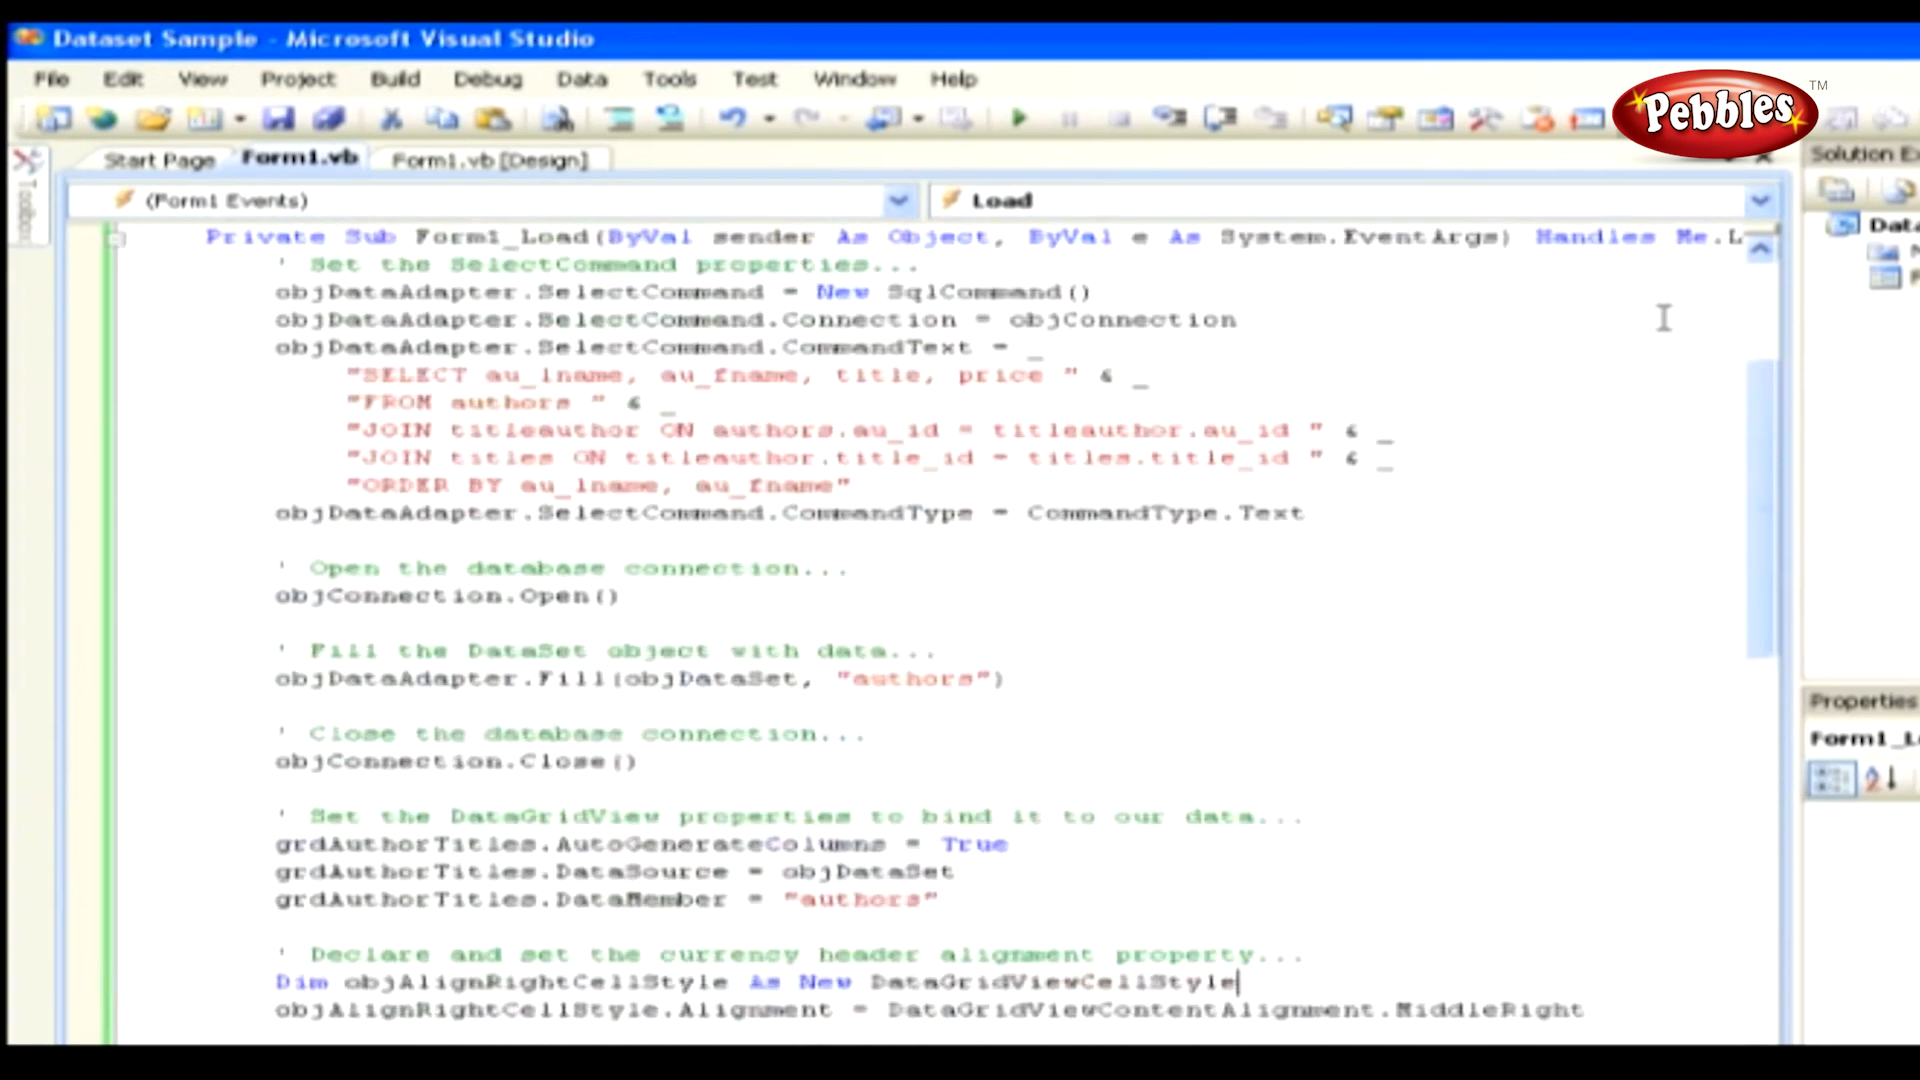 Dataset Sample - Microsoft Visual Studio
File Edit View Project Build Debug Data Tools Test Window Help
Pebbles TM
Start Page Form1.vb Form1.vb [Design]
Solution Ex
Toolbox
(Form1 Events) Load
Data
Private Sub Form1_Load(ByVal sender As Object, ByVal e As System.EventArgs) Handles Me.L
' Set the SelectCommand properties...
objDataAdapter.SelectCommand = New SqlCommand()
objDataAdapter.SelectCommand.Connection = objConnection
objDataAdapter.SelectCommand.CommandText = _
"SELECT au_lname, au_fname, title, price " & _
"FROM authors " & _
"JOIN titleauthor ON authors.au_id = titleauthor.au_id " & _
"JOIN titles ON titleauthor.title_id = titles.title_id " & _
"ORDER BY au_lname, au_fname"
objDataAdapter.SelectCommand.CommandType = CommandType.Text
' Open the database connection...
objConnection.Open()
' Fill the DataSet object with data...
objDataAdapter.Fill(objDataSet, "authors")
' Close the database connection...
objConnection.Close()
' Set the DataGridView properties to bind it to our data...
grdAuthorTitles.AutoGenerateColumns = True
grdAuthorTitles.DataSource = objDataSet
grdAuthorTitles.DataMember = "authors"
' Declare and set the currency header alignment property...
Dim objAlignRightCellStyle As New DataGridViewCellStyle
objAlignRightCellStyle.Alignment = DataGridViewContentAlignment.MiddleRight
Properties
Form1_L